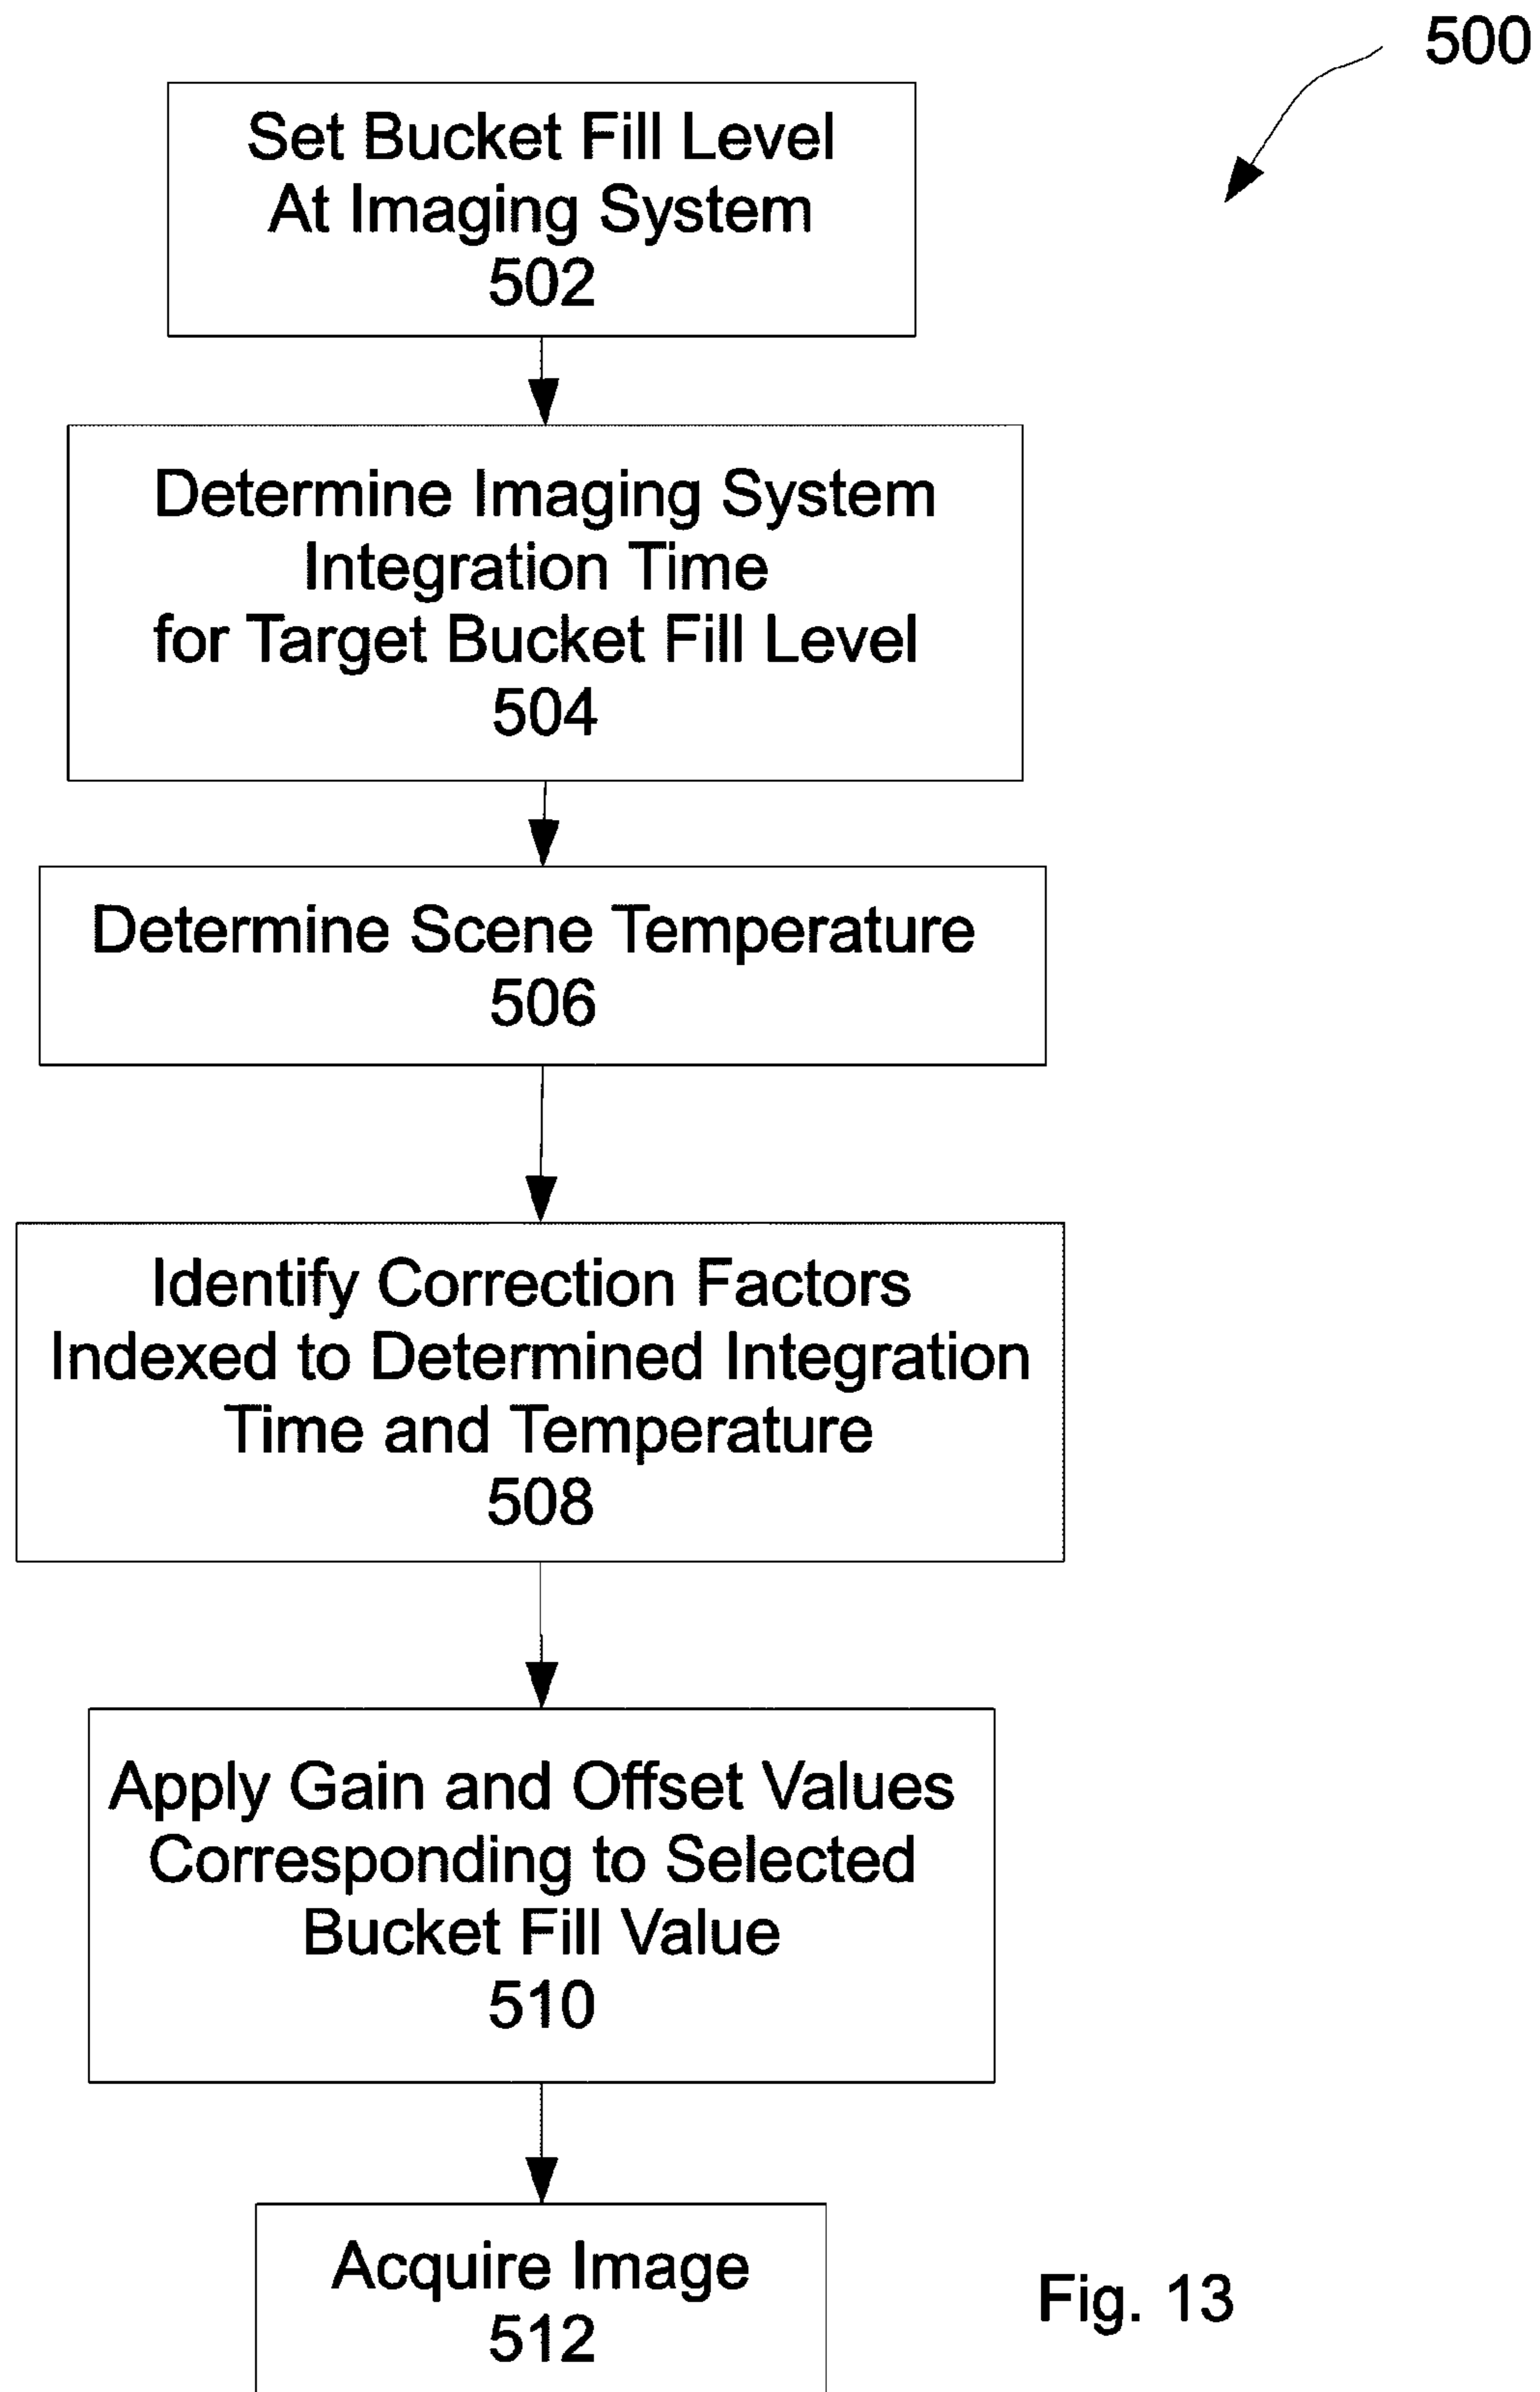 500
Set Bucket Fill Level
At Imaging System
502
Determine Imaging System
Integration Time
for Target Bucket Fill Level
504
Determine Scene Temperature
506
Identify Correction Factors
Indexed to Determined Integration
Time and Temperature
508
Apply Gain and Offset Values
Corresponding to Selected
Bucket Fill Value
510
Acquire Image
512
Fig. 13